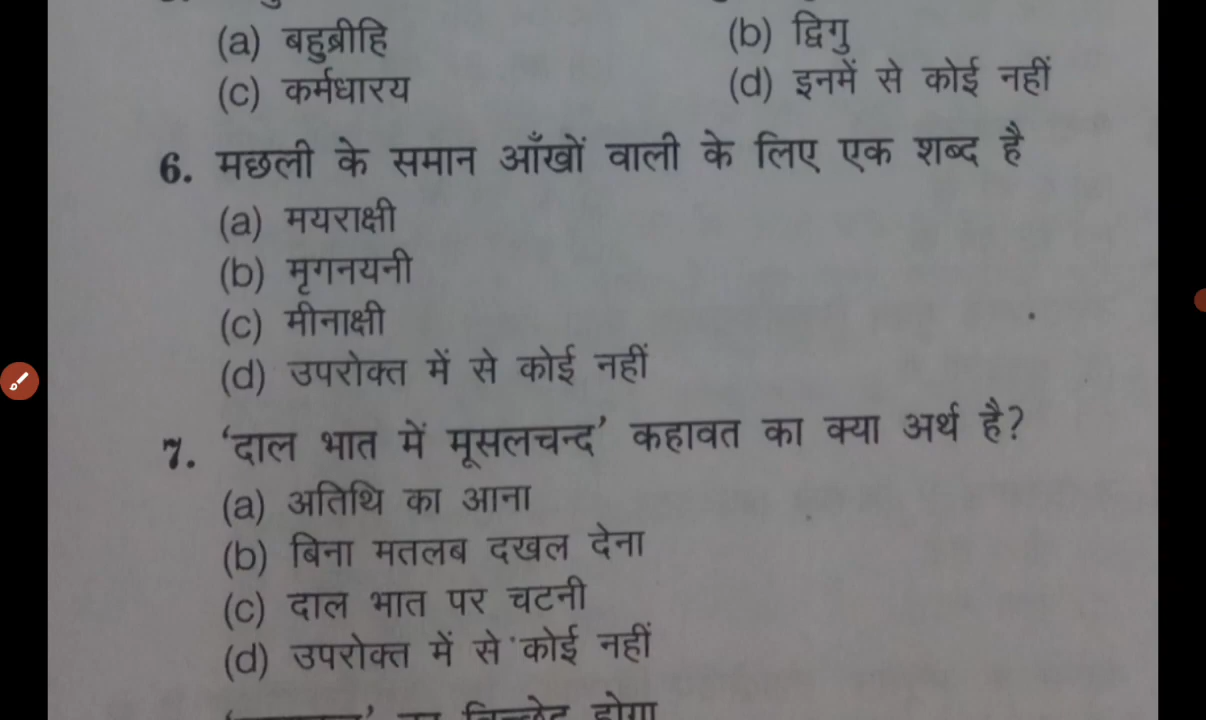 (a) बहुब्रीहि
(b) द्विगु
(c) कर्मधारय
(d) इनमें से कोई नहीं
6. मछली के समान आँखों वाली के लिए एक शब्द है
(a) मयराक्षी
(b) मृगनयनी
(c) मीनाक्षी
(d) उपरोक्त में से कोई नहीं
7. ‘दाल भात में मूसलचन्द’ कहावत का क्या अर्थ है?
(a) अतिथि का आना
(b) बिना मतलब दखल देना
(c) दाल भात पर चटनी
(d) उपरोक्त में से कोई नहीं
होगा